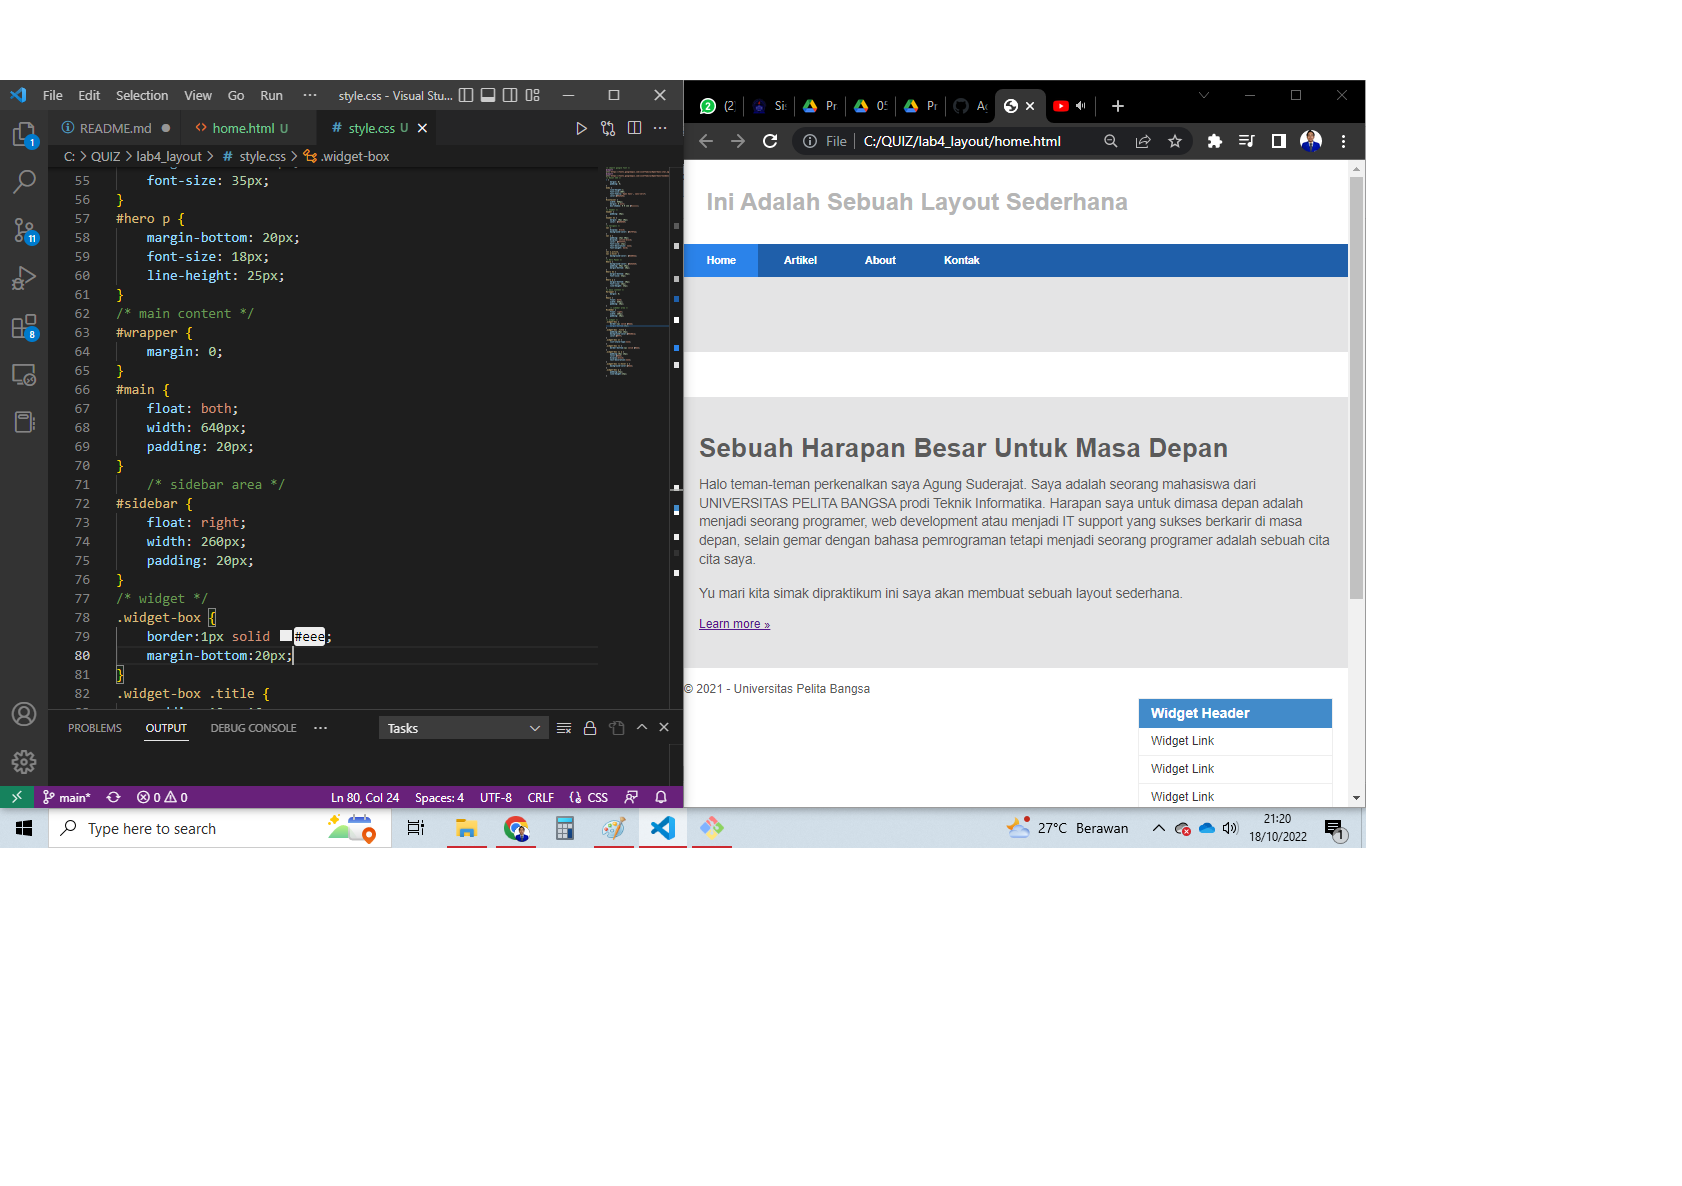 File Edit Selection View Go Run ··· style.css - Visual Stu...
README.md home.html U # style.css U
C: > QUIZ > lab4_layout > # style.css > .widget-box
55 font-size: 35px;
56 }
57 #hero p {
58 margin-bottom: 20px;
59 font-size: 18px;
60 line-height: 25px;
61 }
62 /* main content */
63 #wrapper {
64 margin: 0;
65 }
66 #main {
67 float: both;
68 width: 640px;
69 padding: 20px;
70 }
71 /* sidebar area */
72 #sidebar {
73 float: right;
74 width: 260px;
75 padding: 20px;
76 }
77 /* widget */
78 .widget-box {
79 border:1px solid #eee;
80 margin-bottom:20px;
81 }
82 .widget-box .title {
1
11
8
PROBLEMS OUTPUT DEBUG CONSOLE ··· Tasks
main* 0 0 Ln 80, Col 24 Spaces: 4 UTF-8 CRLF CSS
(2 Si Pr 05 Pr Ag
File C:/QUIZ/lab4_layout/home.html
Ini Adalah Sebuah Layout Sederhana
Home Artikel About Kontak
Sebuah Harapan Besar Untuk Masa Depan
Halo teman-teman perkenalkan saya Agung Suderajat. Saya adalah seorang mahasiswa dari
UNIVERSITAS PELITA BANGSA prodi Teknik Informatika. Harapan saya untuk dimasa depan adalah
menjadi seorang programer, web development atau menjadi IT support yang sukses berkarir di masa
depan, selain gemar dengan bahasa pemrograman tetapi menjadi seorang programer adalah sebuah cita
cita saya.
Yu mari kita simak dipraktikum ini saya akan membuat sebuah layout sederhana.
Learn more »
© 2021 - Universitas Pelita Bangsa
Widget Header
Widget Link
Widget Link
Widget Link
Type here to search
27°C Berawan
21:20
18/10/2022
1